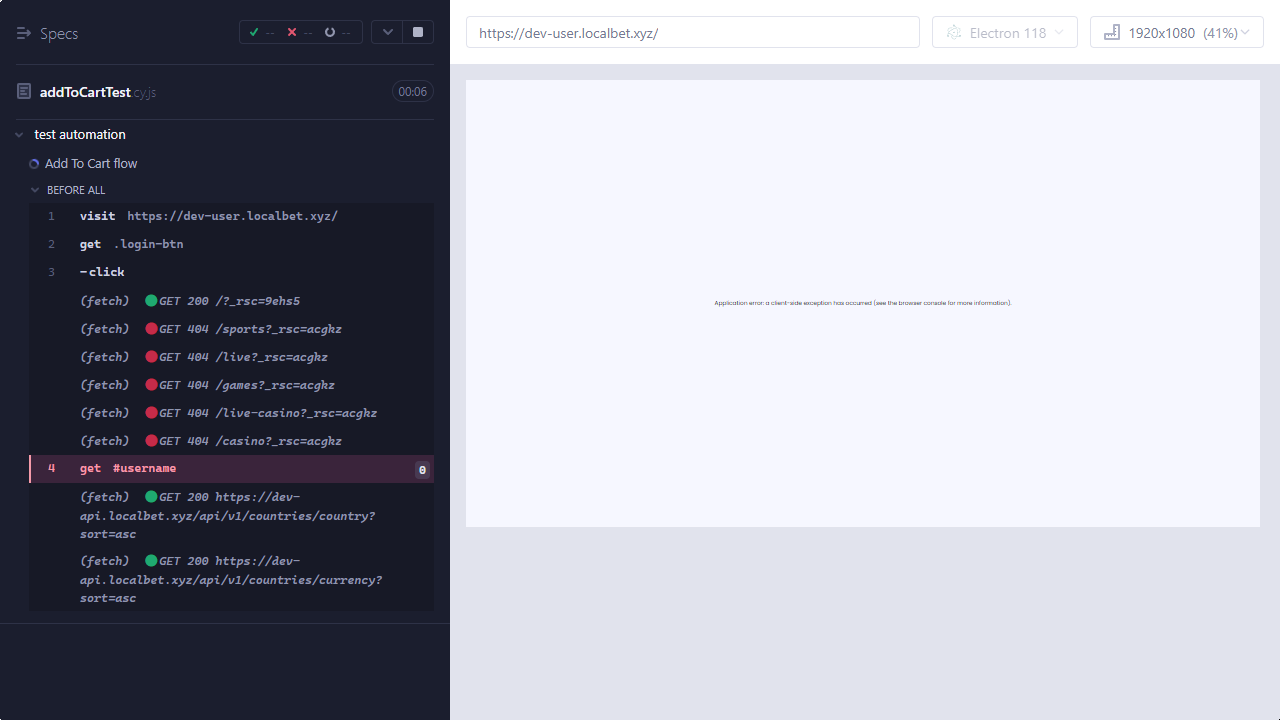 Specs
-- -- --
addToCartTest.cy.js
00:06
test automation
Add To Cart flow
BEFORE ALL
1 visit https://dev-user.localbet.xyz/
2 get .login-btn
3 -click
(fetch) GET 200 /?_rsc=9ehs5
(fetch) GET 404 /sports?_rsc=acghz
(fetch) GET 404 /live?_rsc=acghz
(fetch) GET 404 /games?_rsc=acghz
(fetch) GET 404 /live-casino?_rsc=acghz
(fetch) GET 404 /casino?_rsc=acghz
4 get #username 0
(fetch) GET 200 https://dev-
api.localbet.xyz/api/v1/countries/country?
sort=asc
(fetch) GET 200 https://dev-
api.localbet.xyz/api/v1/countries/currency?
sort=asc
https://dev-user.localbet.xyz/
Electron 118
1920x1080 (41%)
Application error: a client-side exception has occurred (see the browser console for more information).